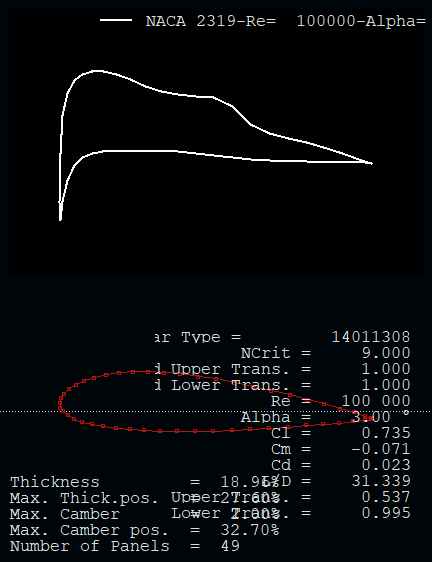 NACA 2319-Re= 100000-Alpha=
ar Type = 14011308
NCrit = 9.000
d Upper Trans. = 1.000
d Lower Trans. = 1.000
Re = 100 000
Alpha = 3.00 °
Cl = 0.735
Cm = -0.071
Cd = 0.023
L/D = 31.339
Upper Trans. = 0.537
Lower Trans. = 0.995
Thickness = 18.96%
Max. Thick.pos. = 27.60%
Max. Camber = 2.00%
Max. Camber pos. = 32.70%
Number of Panels = 49